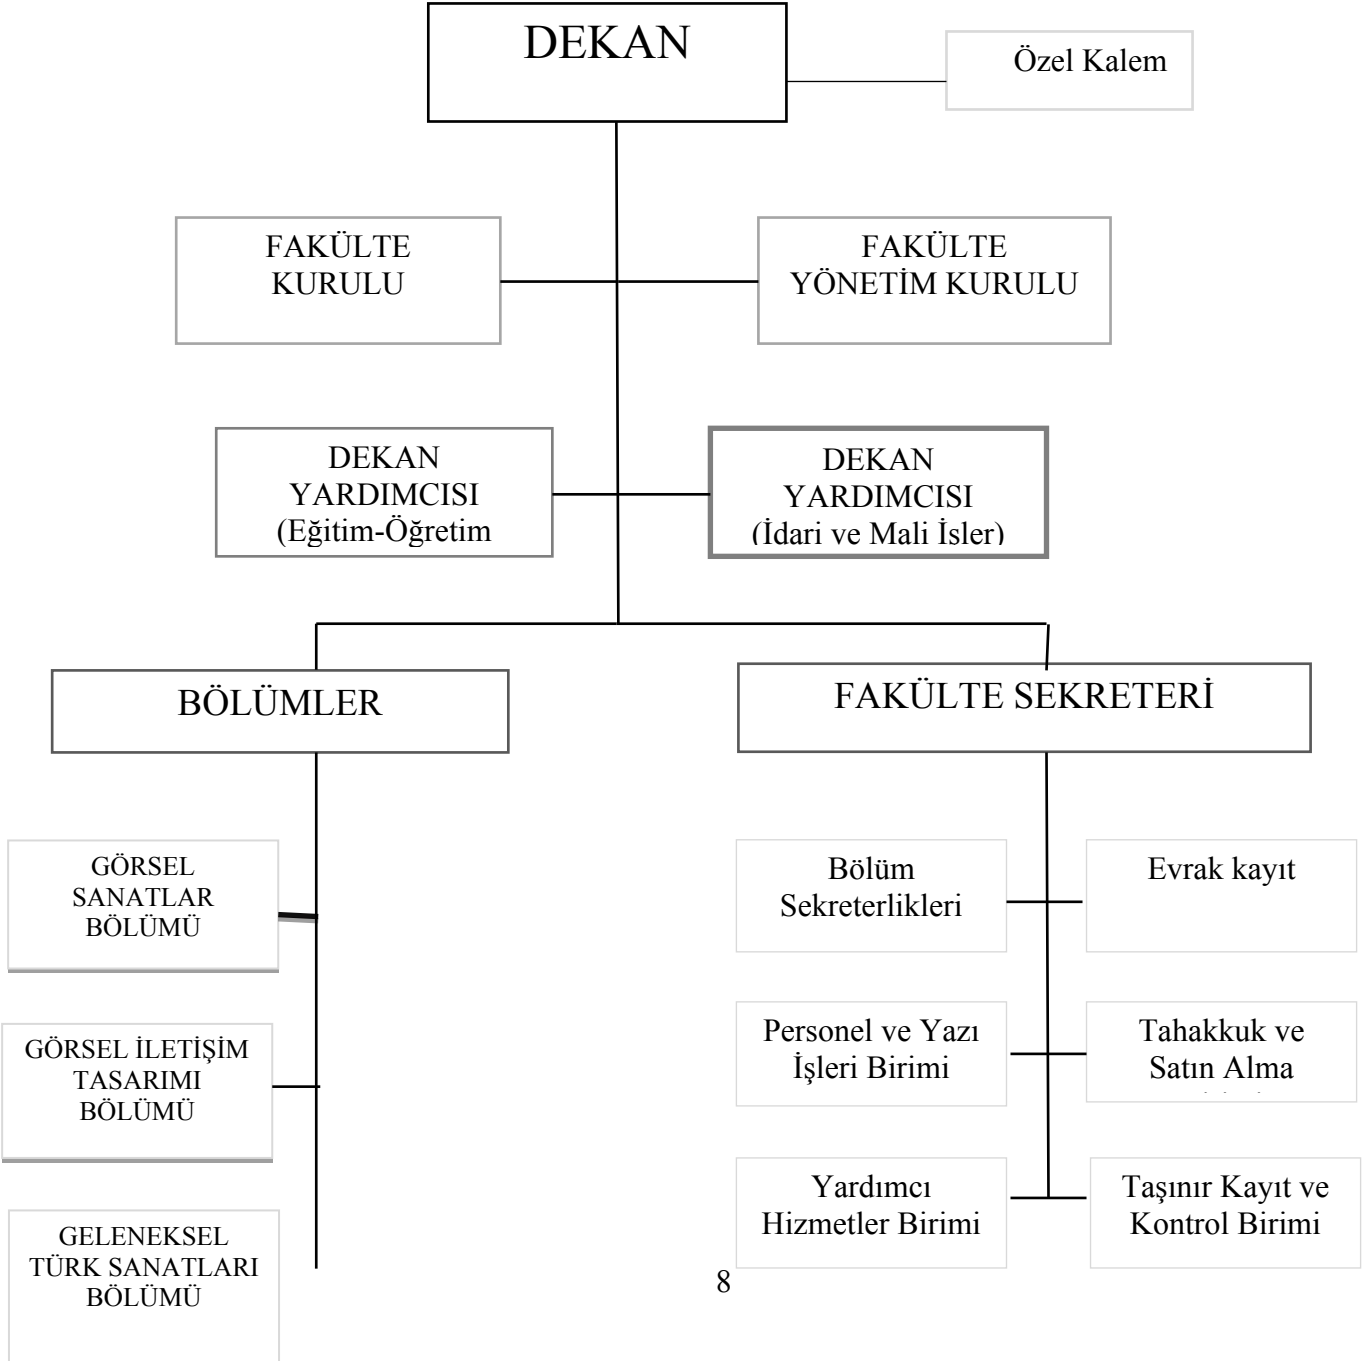 DEKAN
Özel Kalem
FAKÜLTE
KURULU
FAKÜLTE
YÖNETİM KURULU
DEKAN
YARDIMCISI
(Eğitim-Öğretim
DEKAN
YARDIMCISI
(İdari ve Mali İşler)
BÖLÜMLER
FAKÜLTE SEKRETERİ
GÖRSEL
SANATLAR
BÖLÜMÜ
Bölüm
Sekreterlikleri
Evrak kayıt
GÖRSEL İLETİŞİM
TASARIMI
BÖLÜMÜ
Personel ve Yazı
İşleri Birimi
Tahakkuk ve
Satın Alma
Yardımcı
Hizmetler Birimi
Taşınır Kayıt ve
Kontrol Birimi
GELENEKSEL
TÜRK SANATLARI
BÖLÜMÜ
8